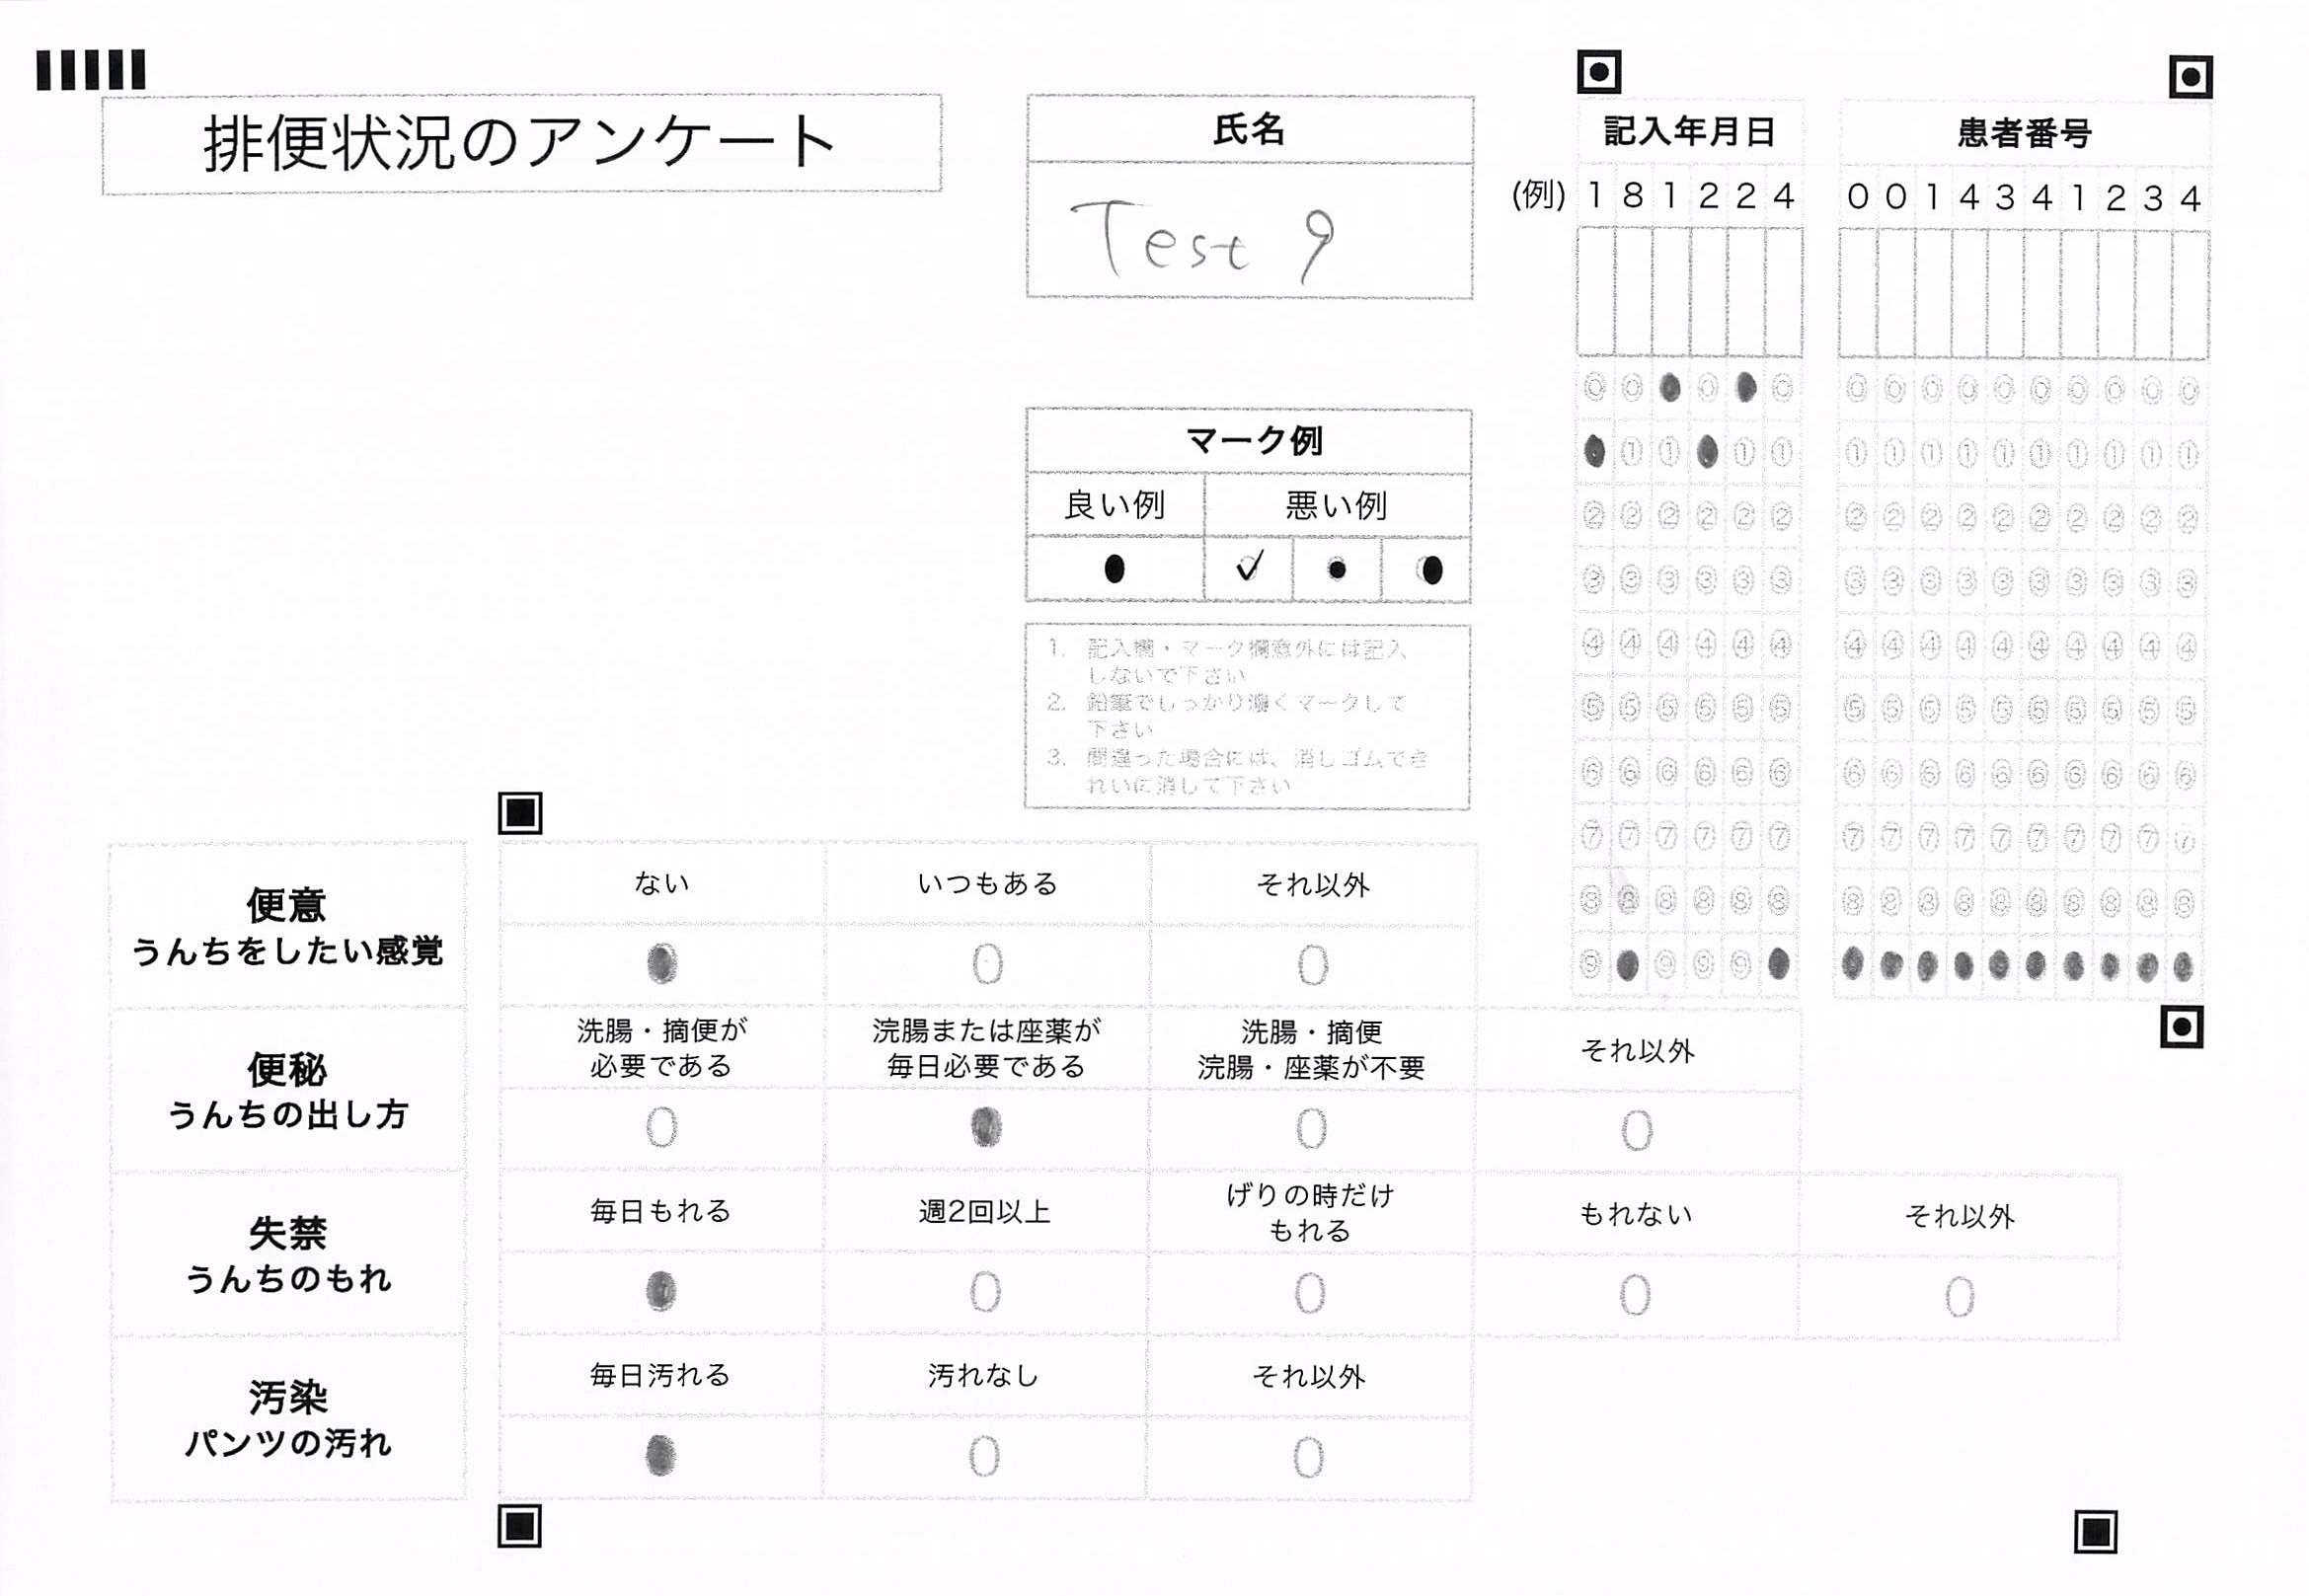 排便状況のアンケート
氏名
Test 9
記入年月日
患者番号
(例) 1 8 1 2 2 4
0 0 1 4 3 4 1 2 3 4
マーク例
良い例 悪い例
1. 記入欄・マーク欄意外には記入
しないで下さい
2. 鉛筆でしっかり濃くマークして
下さい
3. 間違った場合には、消しゴムでき
れいに消して下さい
0 0 0 0 0 0 0 0 0 0 0 0 0 0
1 1 1 1 1 1 1 1 1 1 1 1 1 1
2 2 2 2 2 2 2 2 2 2 2 2 2 2 2 2
3 3 3 3 3 3 3 3 3 3 3 3 3 3 3 3
4 4 4 4 4 4 4 4 4 4 4 4 4 4 4 4
5 5 5 5 5 5 5 5 5 5 5 5 5 5 5 5
6 6 6 6 6 6 6 6 6 6 6 6 6 6 6 6
7 7 7 7 7 7 7 7 7 7 7 7 7 7 7 7
8 8 8 8 8 8 8 8 8 8 8 8 8 8 8 8
9 9 9 9
便意
うんちをしたい感覚
ない いつもある それ以外
便秘
うんちの出し方
洗腸・摘便が
必要である
浣腸または座薬が
毎日必要である
洗腸・摘便
浣腸・座薬が不要
それ以外
失禁
うんちのもれ
毎日もれる 週2回以上
げりの時だけ
もれる
もれない それ以外
汚染
パンツの汚れ
毎日汚れる 汚れなし それ以外